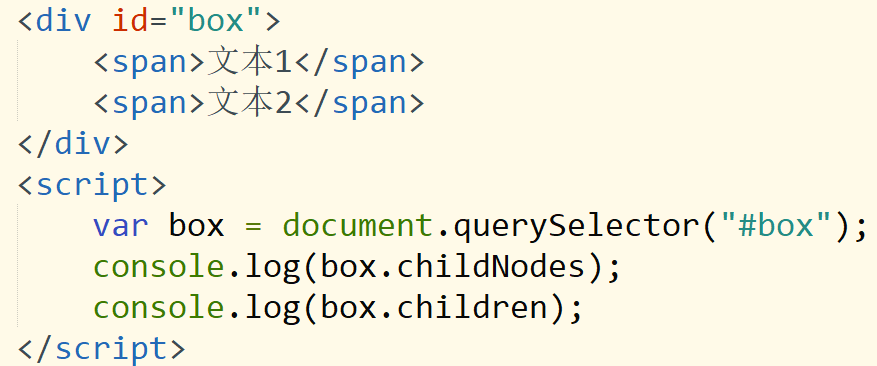 <div id="box">
    <span>文本1</span>
    <span>文本2</span>
</div>
<script>
    var box = document.querySelector("#box");
    console.log(box.childNodes);
    console.log(box.children);
</script>